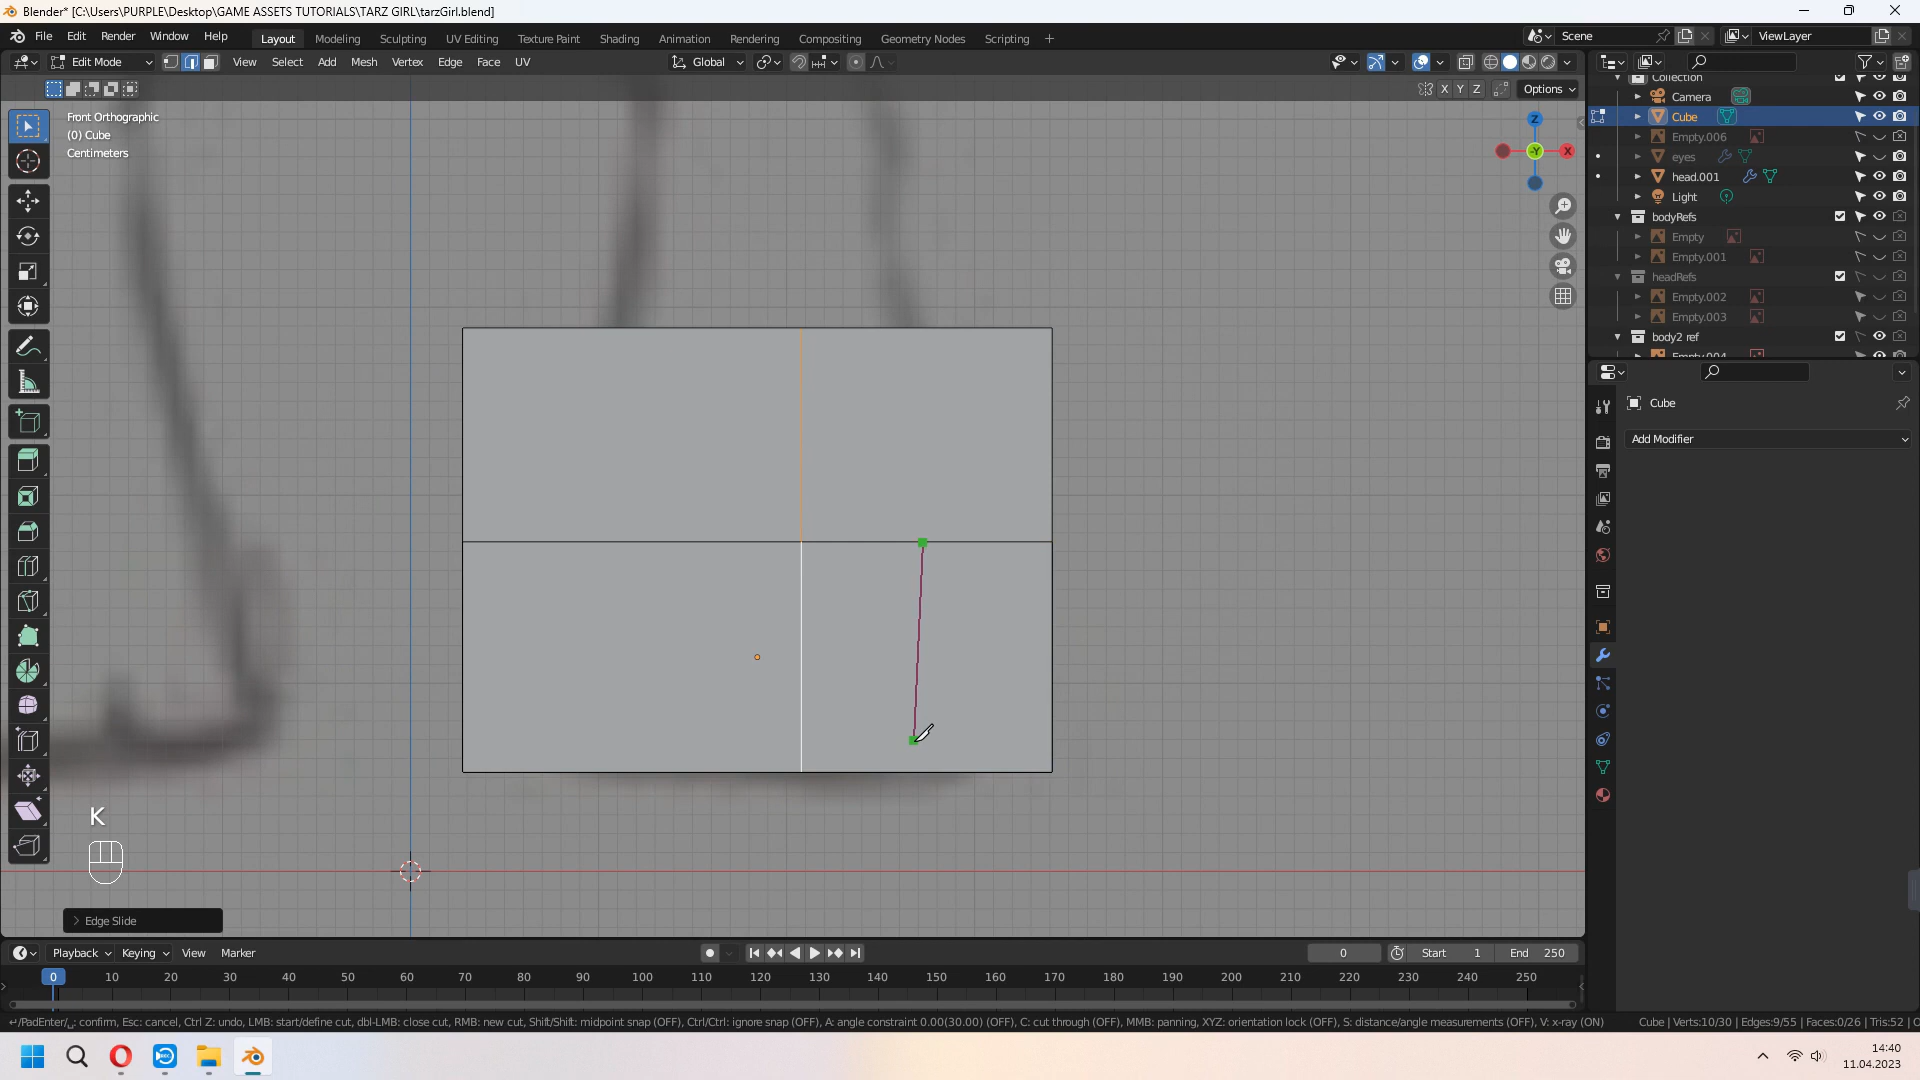 Blender* [C:\Users\PURPLE\Desktop\GAME ASSETS TUTORIALS\TARZ GIRL\tarzGirl.blend]
File Edit Render Window Help
Layout Modeling Sculpting UV Editing Texture Paint Shading Animation Rendering Compositing Geometry Nodes Scripting +
Scene
ViewLayer
Edit Mode
View Select Add Mesh Vertex Edge Face UV
Global
X Y Z
Options
Front Orthographic
(0) Cube
Centimeters
Z
-Y
X
K
Edge Slide
Collection
Camera
Cube
Empty.006
eyes
head.001
Light
bodyRefs
Empty
Empty.001
headRefs
Empty.002
Empty.003
body2 ref
Empty.004
Cube
Add Modifier
Playback Keying View Marker
0
Start 1
End 250
0 10 20 30 40 50 60 70 80 90 100 110 120 130 140 150 160 170 180 190 200 210 220 230 240 250
/PadEnter/␣: confirm, Esc: cancel, Ctrl Z: undo, LMB: start/define cut, dbl-LMB: close cut, RMB: new cut, Shift/Shift: midpoint snap (OFF), Ctrl/Ctrl: ignore snap (OFF), A: angle constraint 0.00(30.00) (OFF), C: cut through (OFF), MMB: panning, XYZ: orientation lock (OFF), S: distance/angle measurements (OFF), V: x-ray (ON)
Cube | Verts:10/30 | Edges:9/55 | Faces:0/26 | Tris:52 |
14:40
11.04.2023